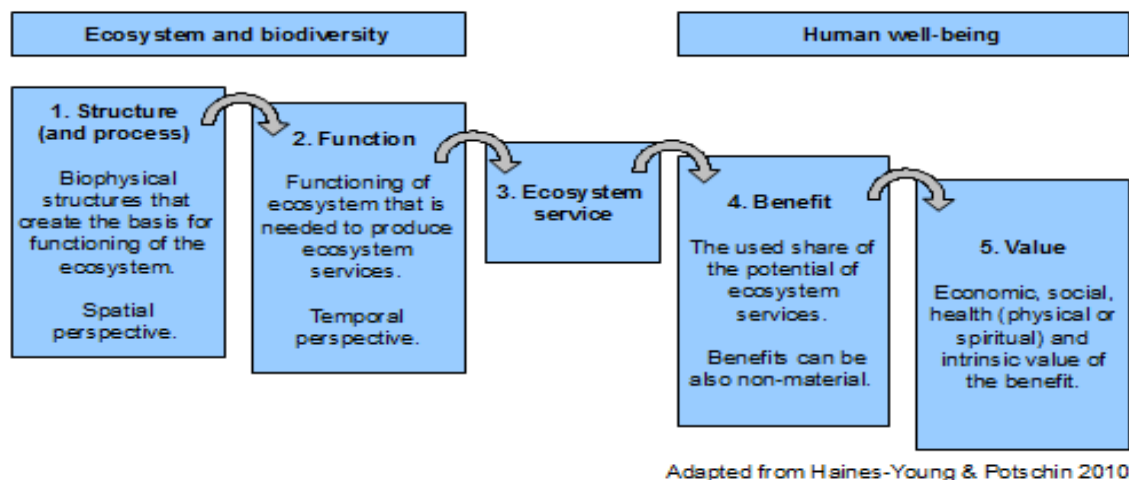 Ecosystem and biodiversity
Human well-being
1. Structure
(and process)
Biophysical
structures that
create the basis for
functioning of the
ecosystem.
Spatial
perspective.
2. Function
Functioning of
ecosystem that is
needed to produce
ecosystem
services.
Temporal
perspective.
3. Ecosystem
service
4. Benefit
The used share of
the potential of
ecosystem
services.
Benefits can be
also non-material.
5. Value
Economic, social,
health (physical or
spiritual) and
intrinsic value of
the benefit.
Adapted from Haines-Young & Potschin 2010